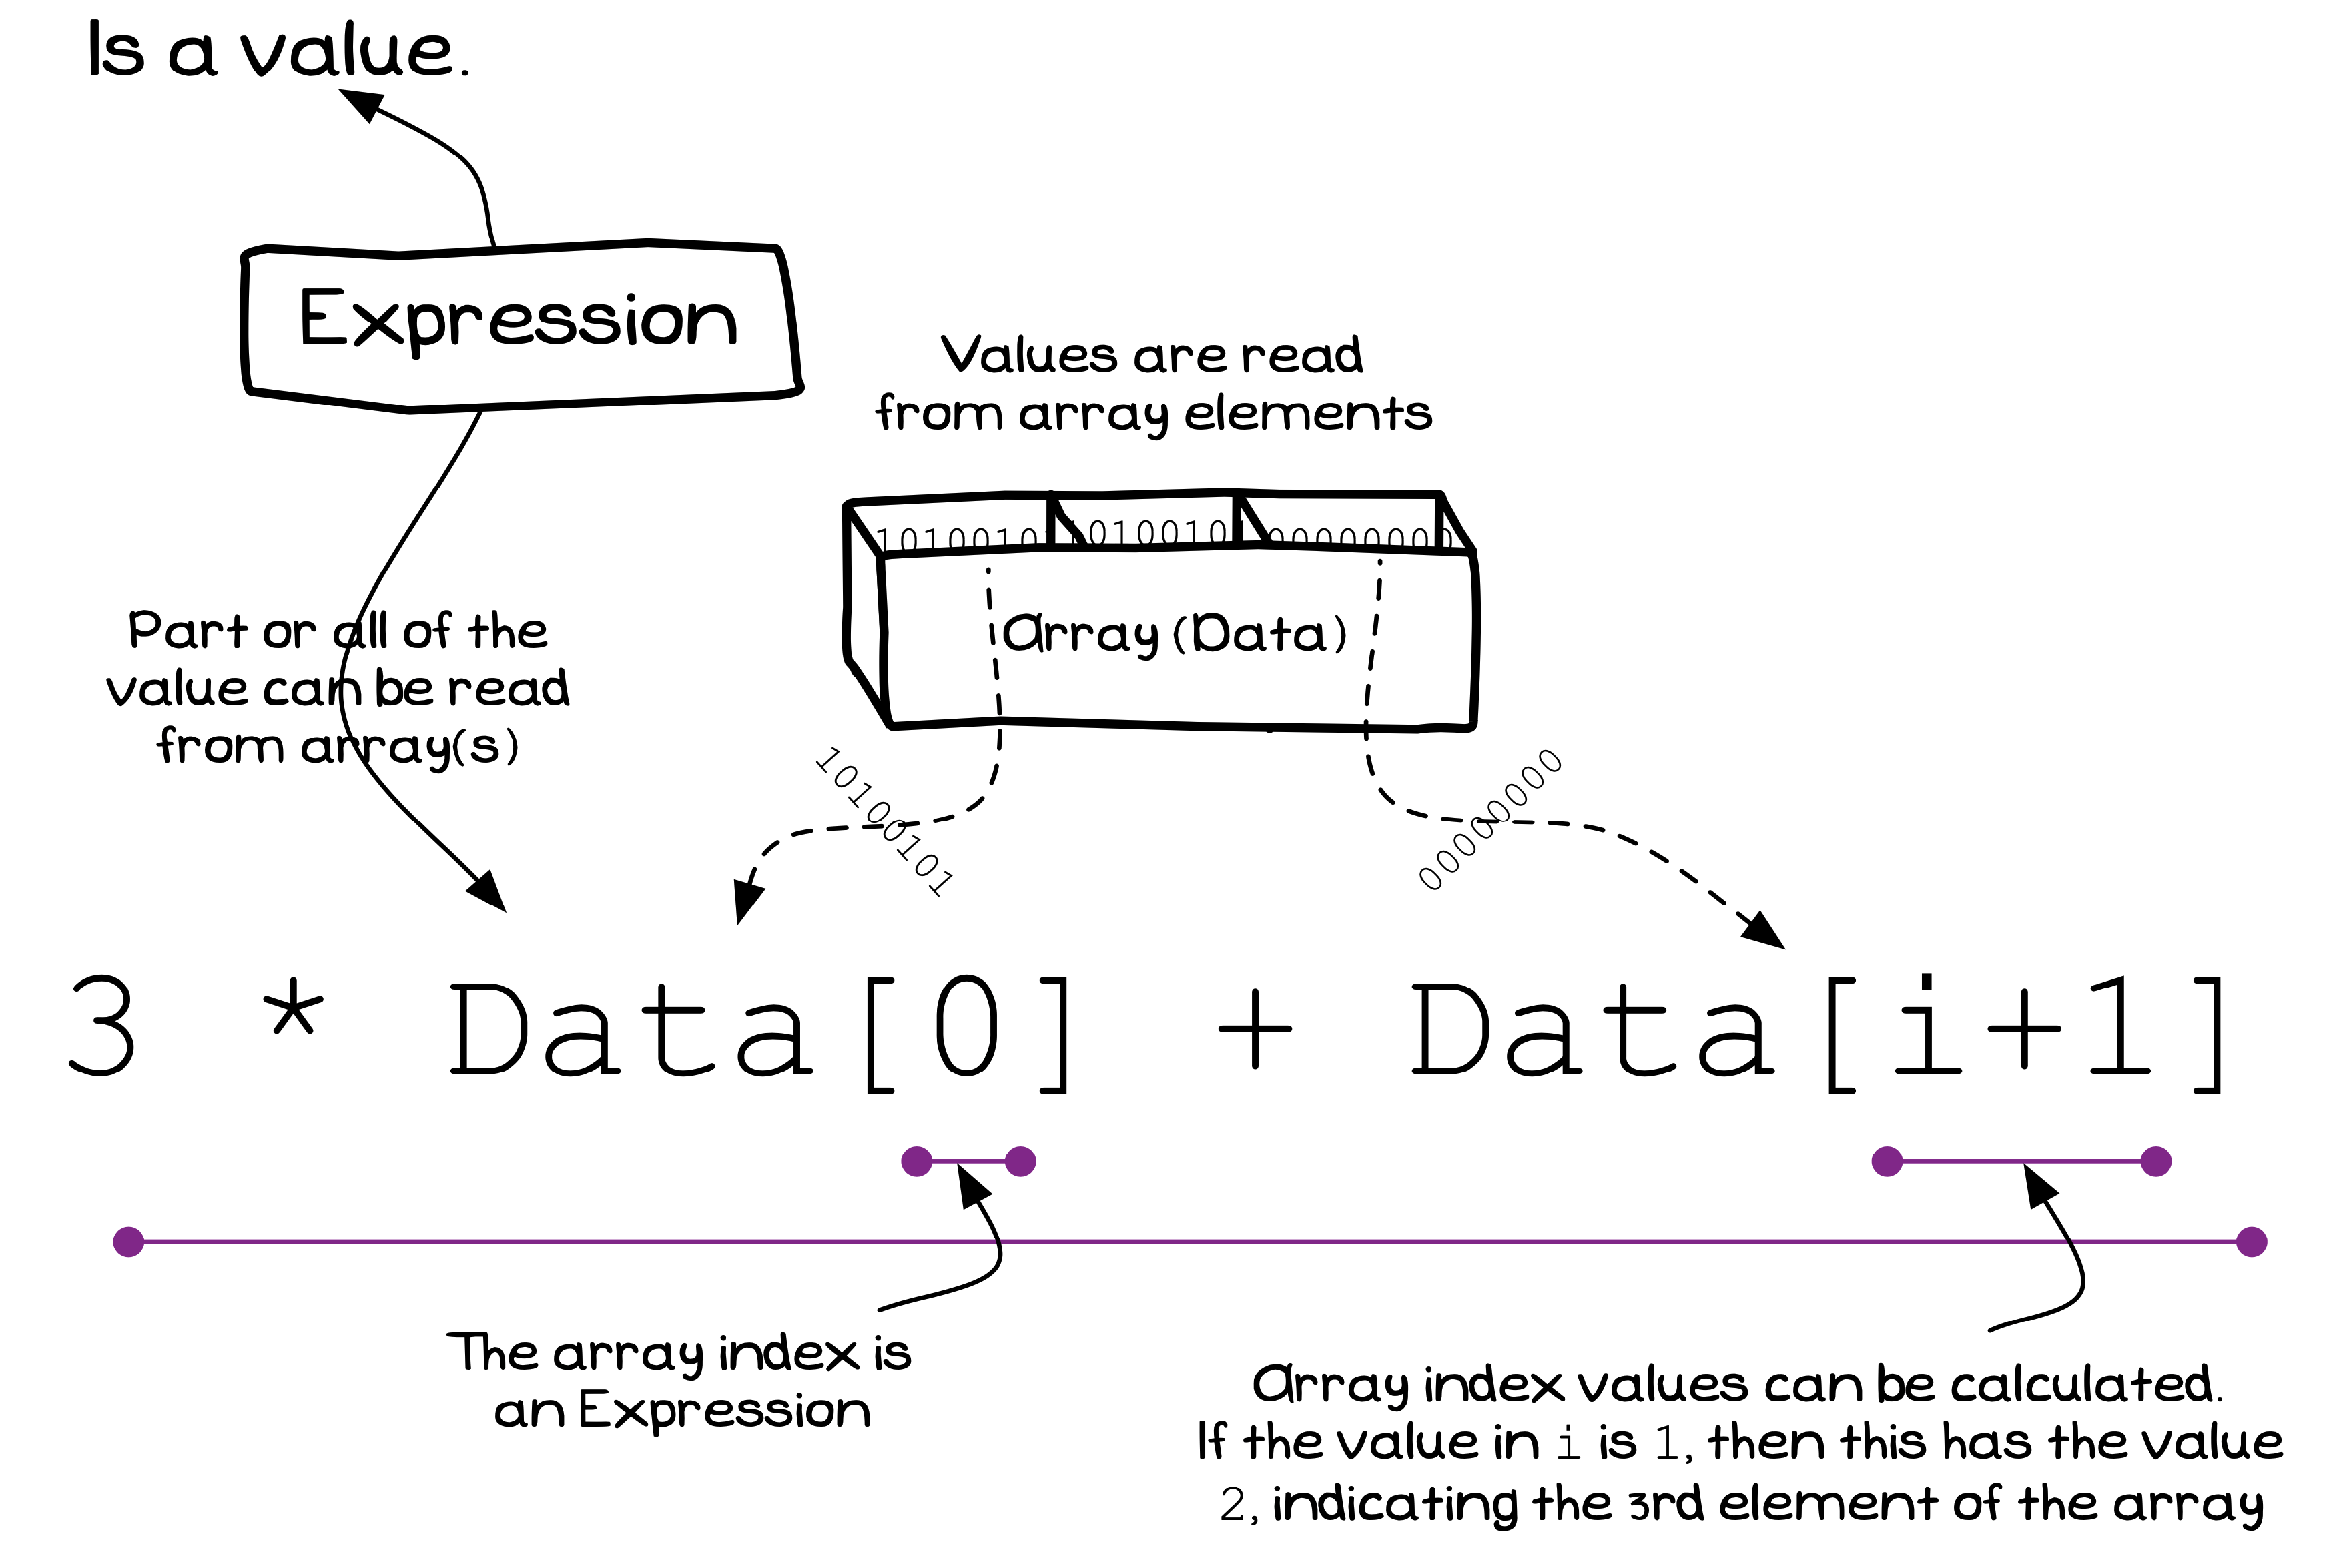 Is a value.
Expression
Values are read
from array elements
10100101
10100101
00000000
Array (Data)
Part or all of the
value can be read
from array(s)
10100101
00000000
3 * Data[0] + Data[i+1]
The array index is
an Expression
Array index values can be calculated.
If the value in i is 1, then this has the value
2, indicating the 3rd element of the array